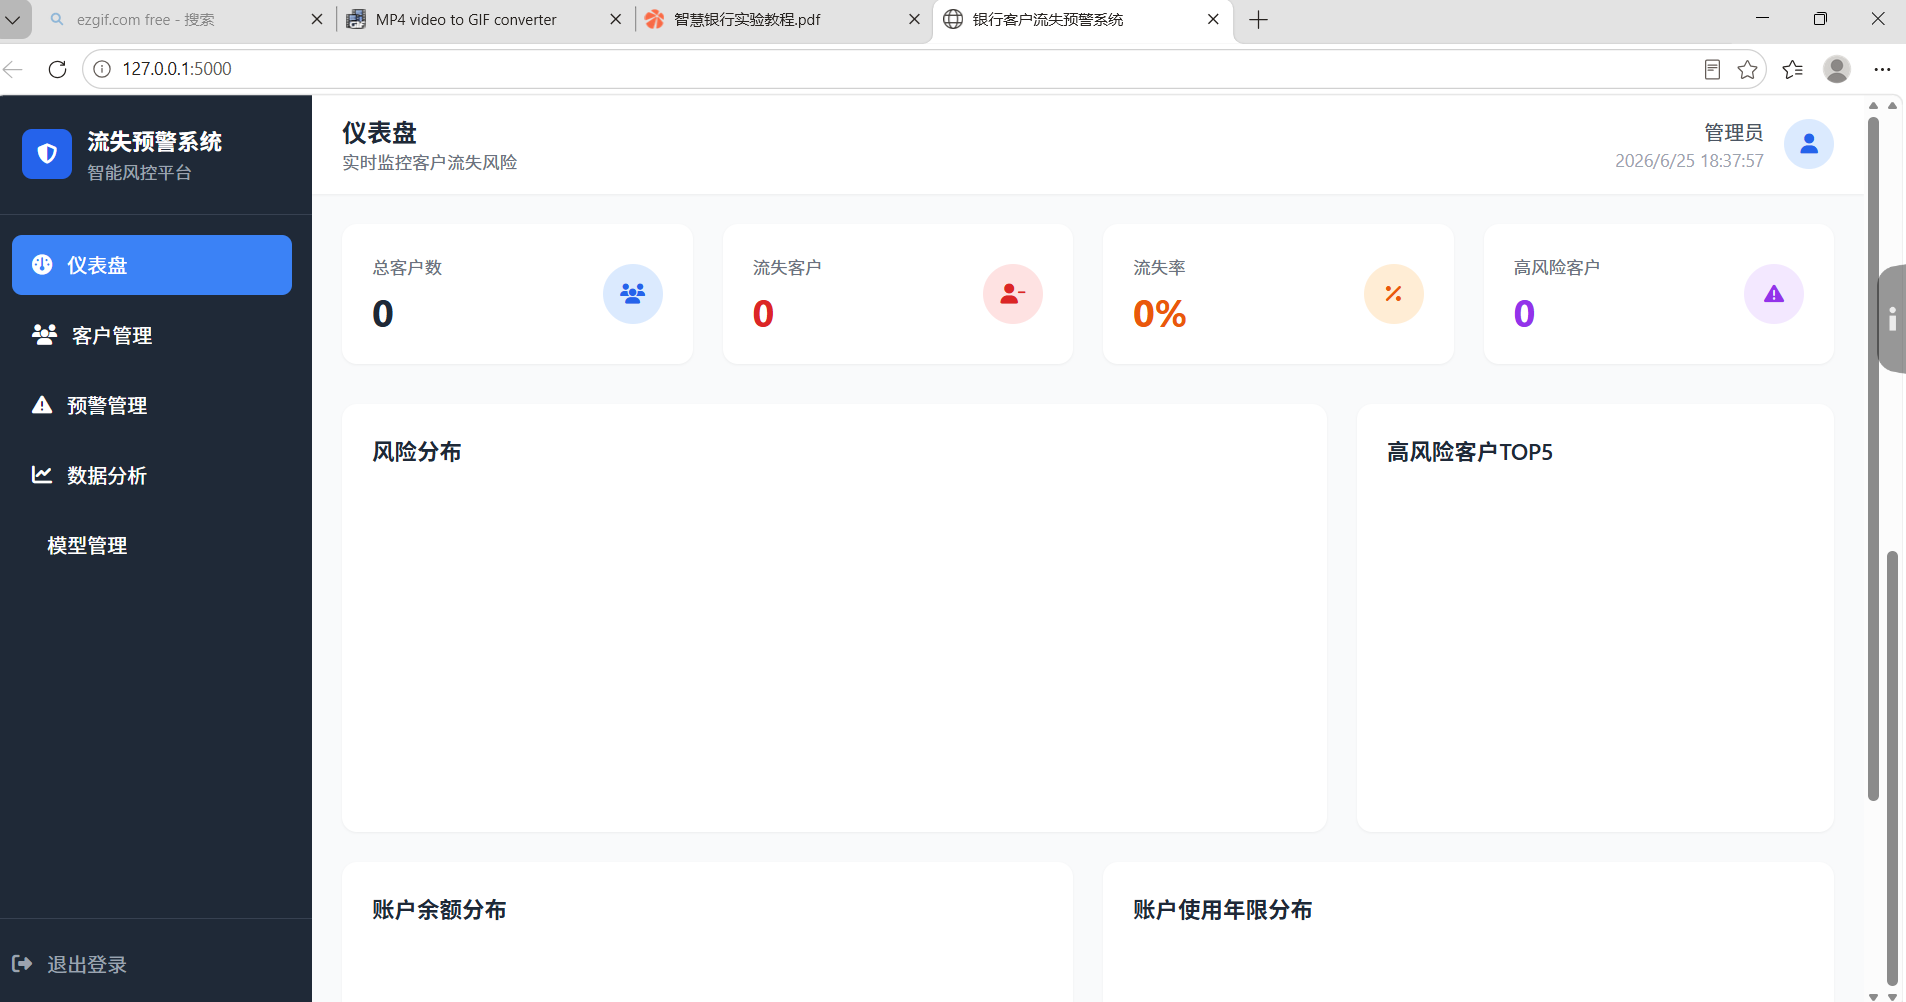 ezgif.com free - 搜索
MP4 video to GIF converter
智慧银行实验教程.pdf
银行客户流失预警系统
127.0.0.1:5000
流失预警系统
智能风控平台
仪表盘
客户管理
预警管理
数据分析
模型管理
退出登录
仪表盘
实时监控客户流失风险
管理员
2026/6/25 18:37:57
总客户数
0
流失客户
0
流失率
0%
高风险客户
0
风险分布
高风险客户TOP5
账户余额分布
账户使用年限分布